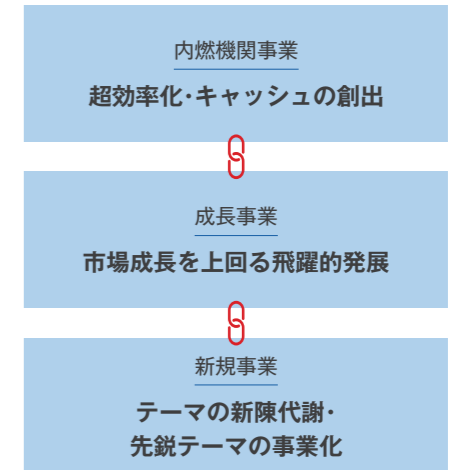 内燃機関事業
超効率化･キャッシュの創出
成長事業
市場成長を上回る飛躍的発展
新規事業
テーマの新陳代謝･
先鋭テーマの事業化